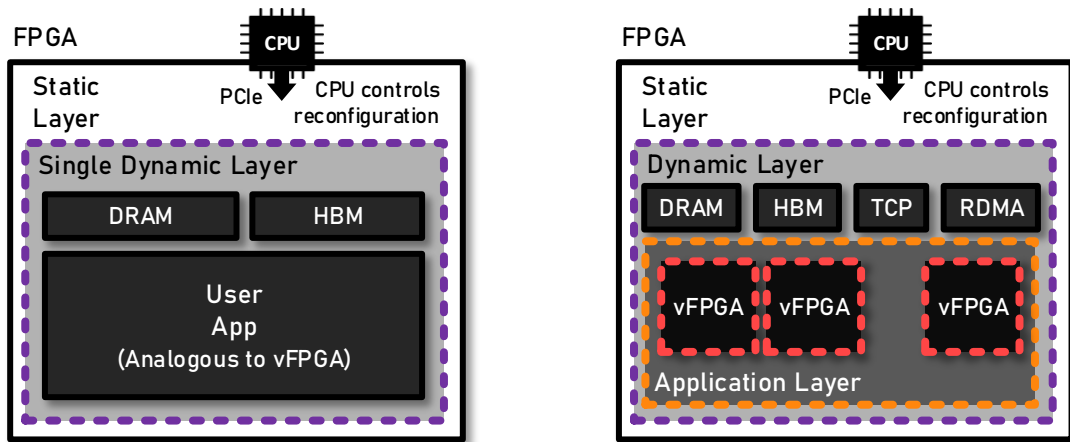 FPGA
CPU
Static
Layer
PCIe
CPU controls
reconfiguration
Single Dynamic Layer
DRAM
HBM
User
App
(Analogous to vFPGA)
FPGA
CPU
Static
Layer
PCIe
CPU controls
reconfiguration
Dynamic Layer
DRAM
HBM
TCP
RDMA
vFPGA
vFPGA
vFPGA
Application Layer